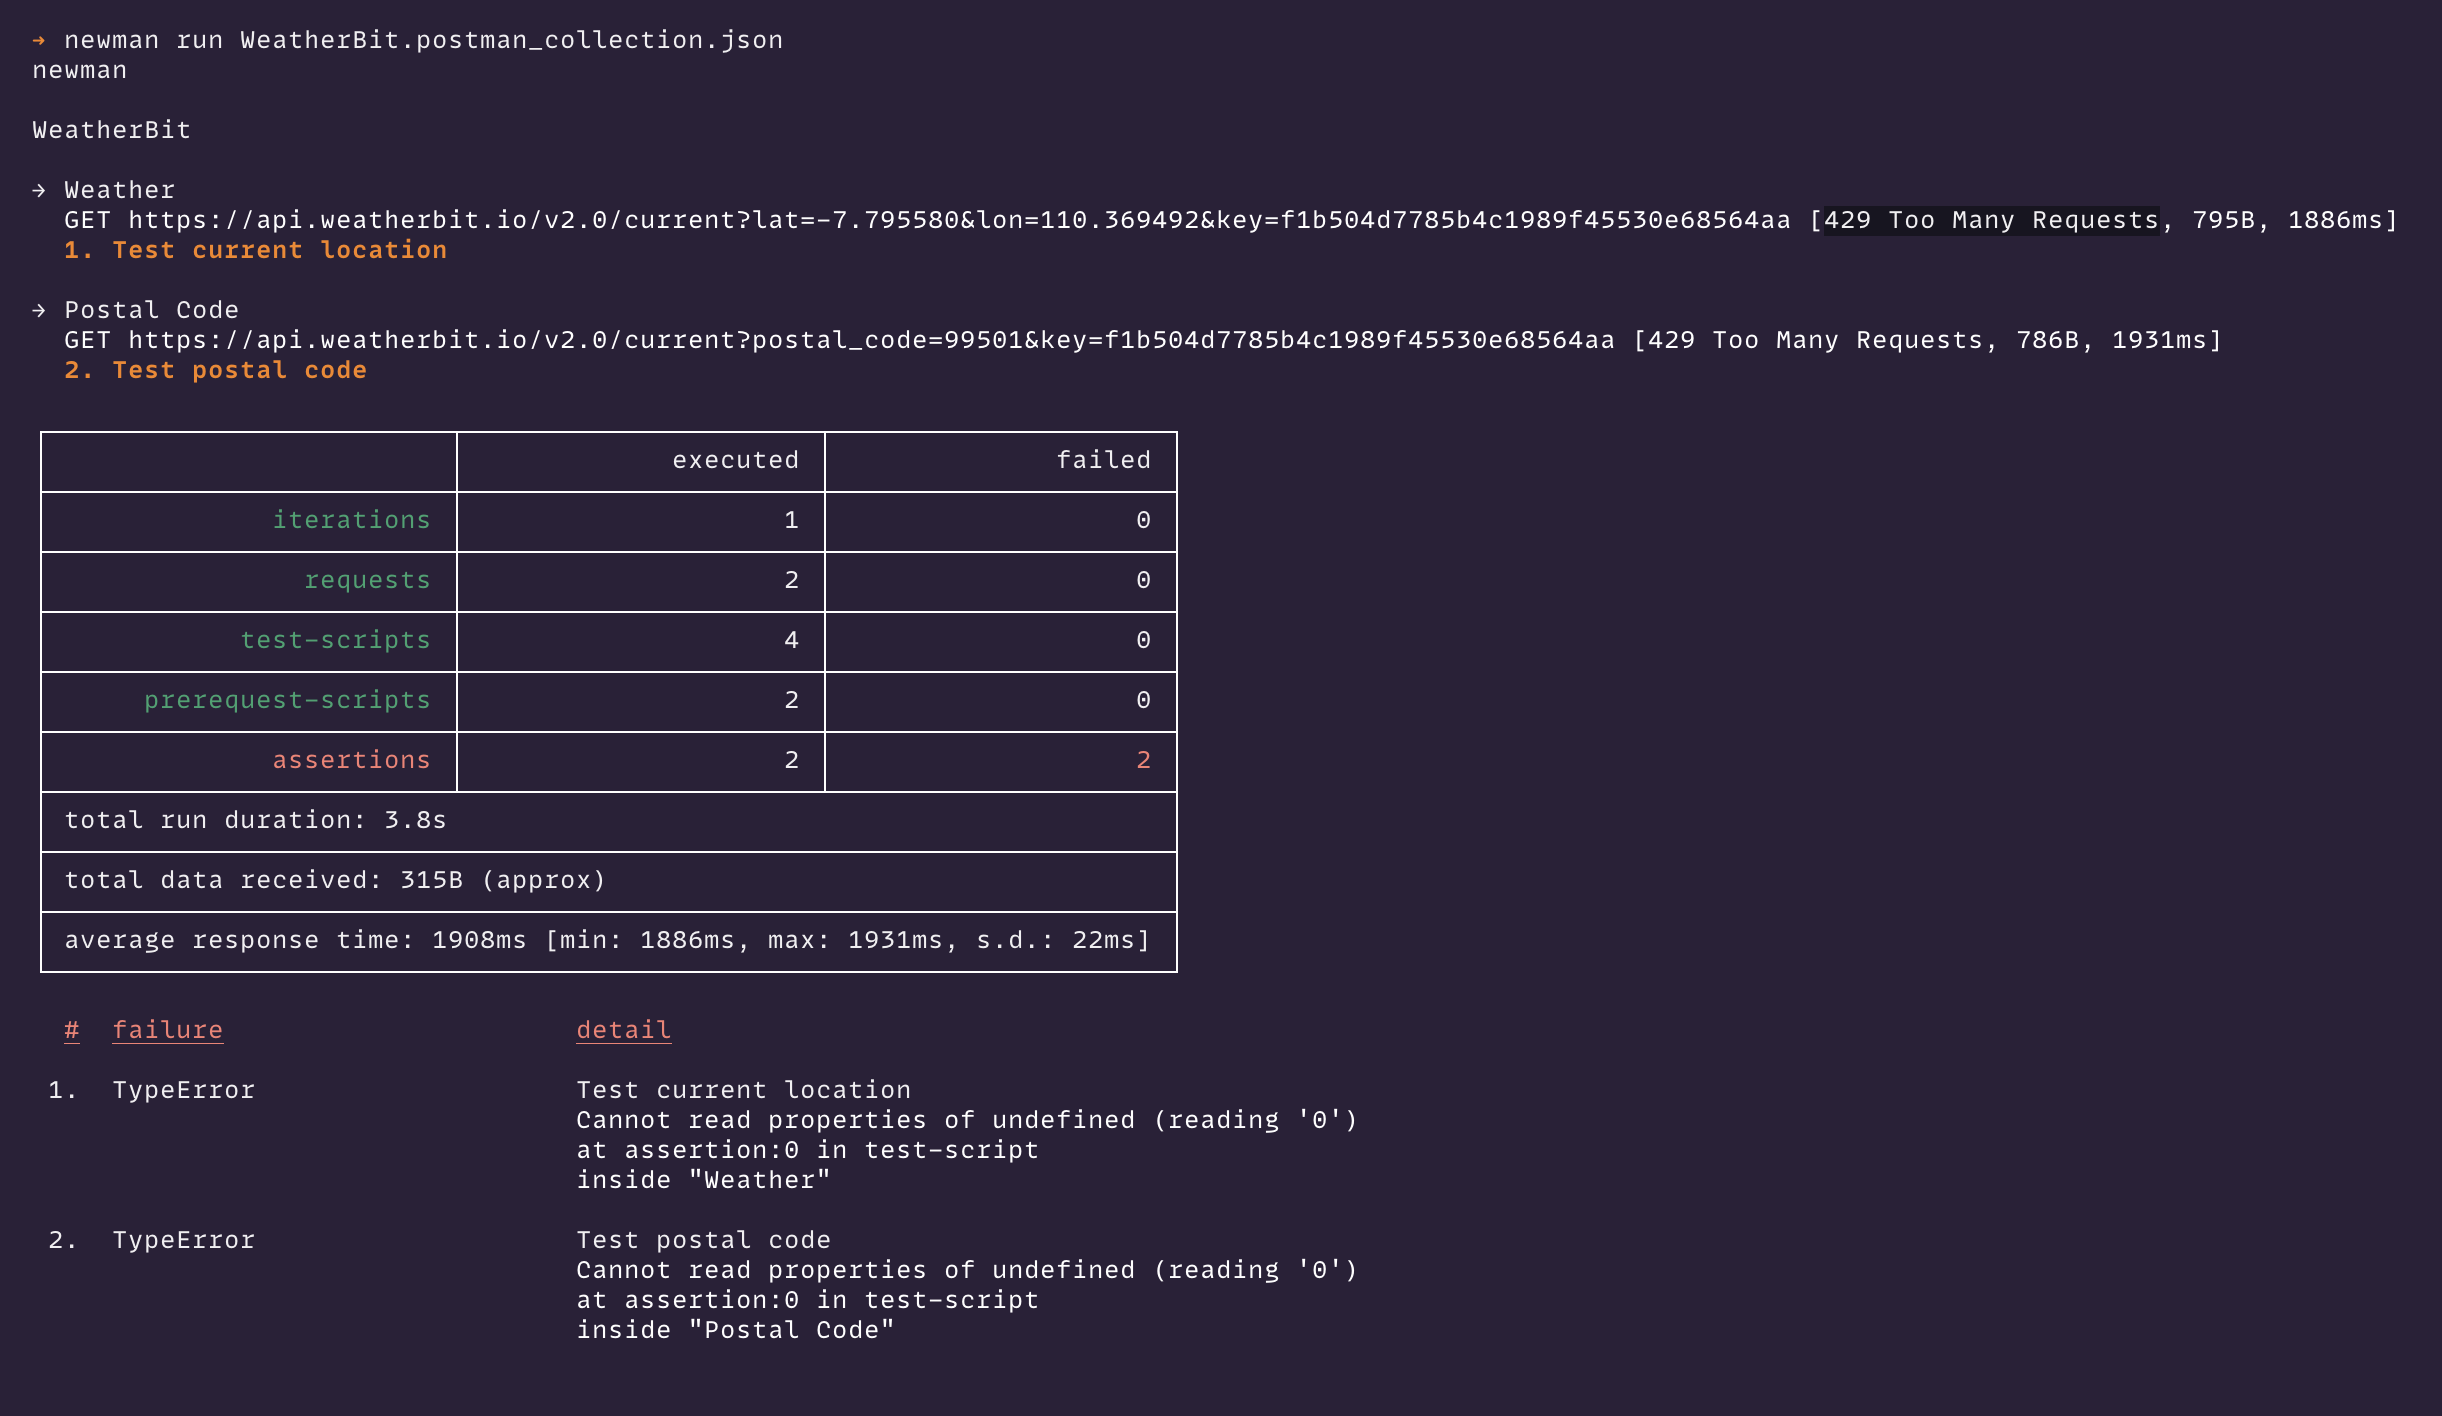 → newman run WeatherBit.postman_collection.json
newman
WeatherBit
→ Weather
GET https://api.weatherbit.io/v2.0/current?lat=-7.795580&lon=110.369492&key=f1b504d7785b4c1989f45530e68564aa [429 Too Many Requests, 795B, 1886ms]
1. Test current location
→ Postal Code
GET https://api.weatherbit.io/v2.0/current?postal_code=99501&key=f1b504d7785b4c1989f45530e68564aa [429 Too Many Requests, 786B, 1931ms]
2. Test postal code
executed failed
iterations 1 0
requests 2 0
test-scripts 4 0
prerequest-scripts 2 0
assertions 2 2
total run duration: 3.8s
total data received: 315B (approx)
average response time: 1908ms [min: 1886ms, max: 1931ms, s.d.: 22ms]
# failure detail
1. TypeError Test current location
Cannot read properties of undefined (reading '0')
at assertion:0 in test-script
inside "Weather"
2. TypeError Test postal code
Cannot read properties of undefined (reading '0')
at assertion:0 in test-script
inside "Postal Code"